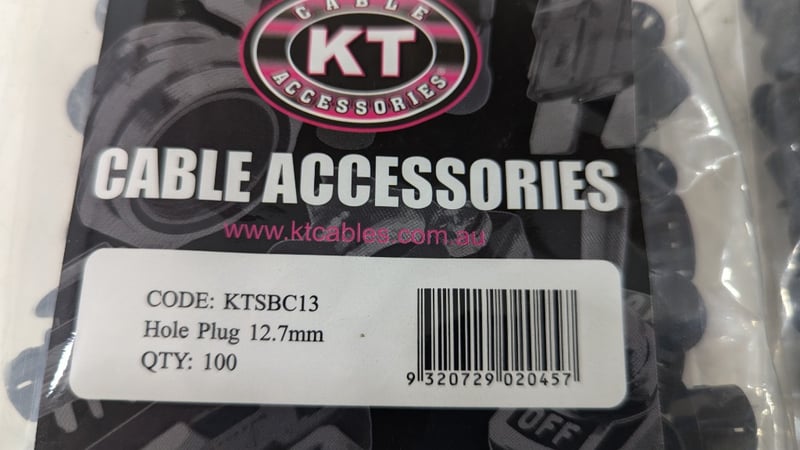 CABLE
KT
ACCESSORIES
CABLE ACCESSORIES
www.ktcables.com.au
CODE: KTSBC13
Hole Plug 12.7mm
QTY: 100
9 320729 020457
OFF